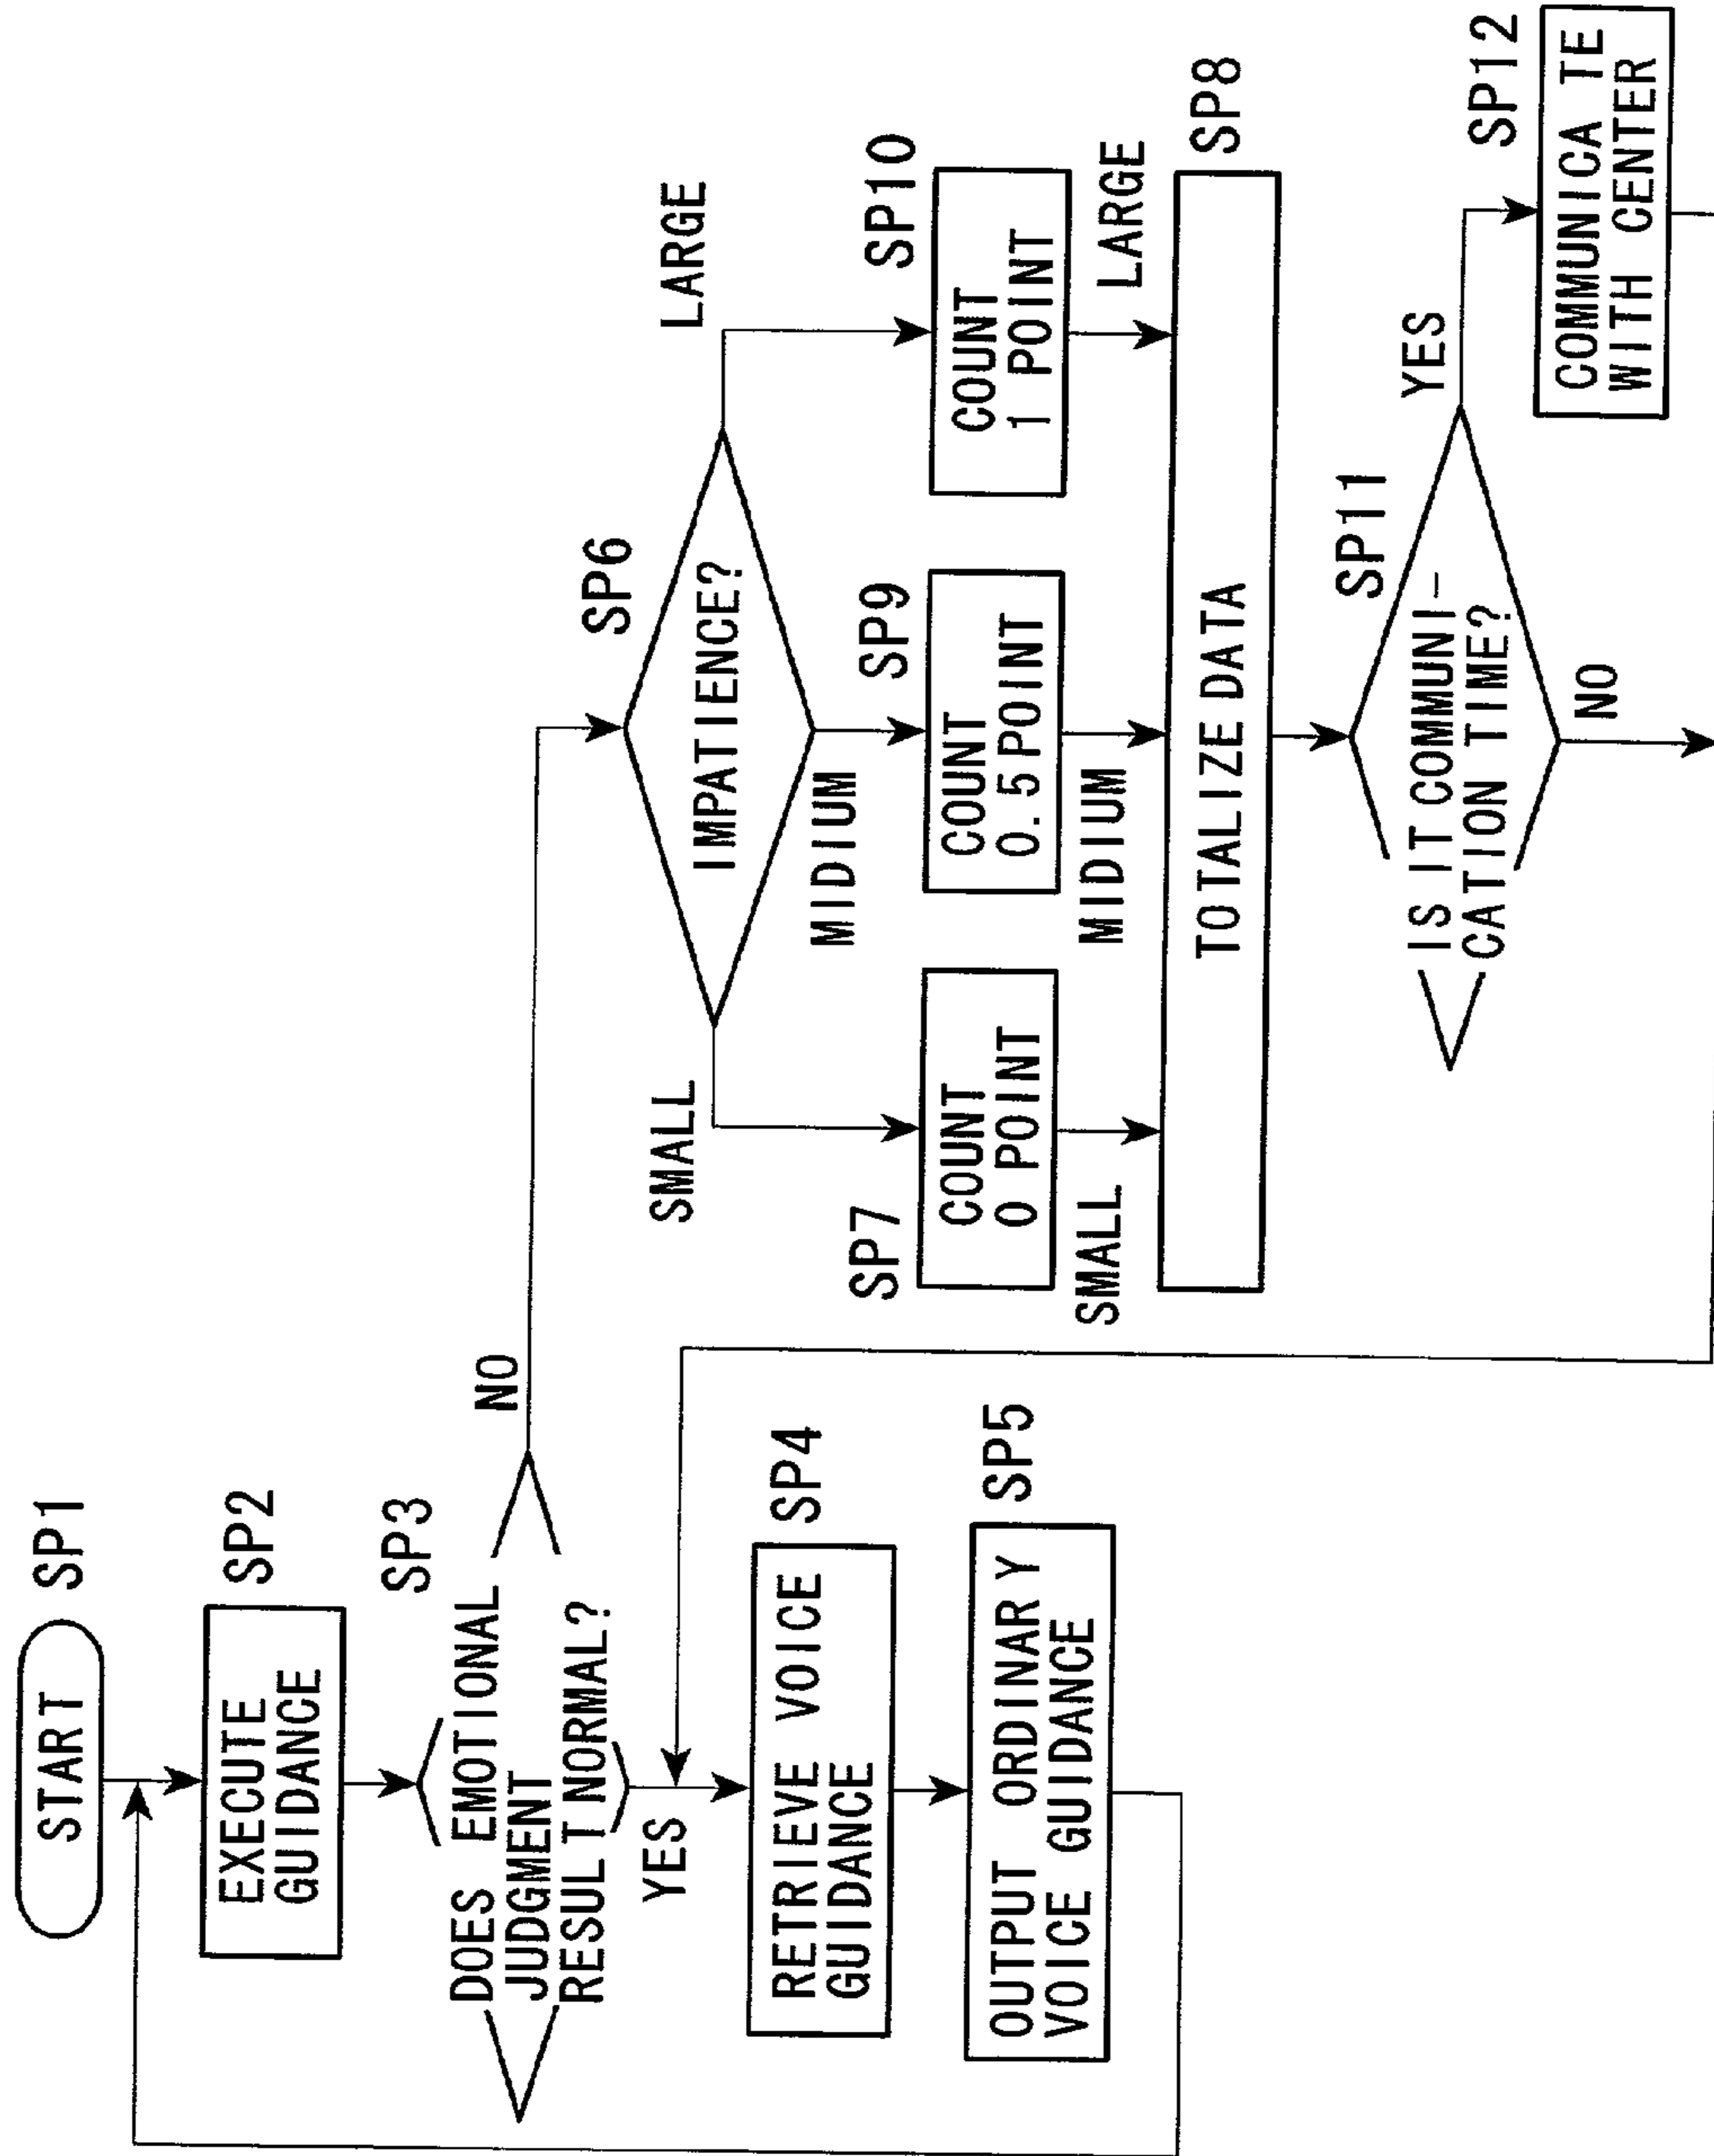 START
SP1
EXECUTE
GUIDANCE
SP2
SP3
DOES EMOTIONAL
JUDGMENT
RESULT NORMAL?
NO
YES
RETRIEVE VOICE
GUIDANCE
SP4
OUTPUT ORDINARY
VOICE GUIDANCE
SP5
SP6
IMPATIENCE?
SMALL
MIDIUM
LARGE
SP7
COUNT
0 POINT
SP9
COUNT
0.5POINT
SP10
COUNT
1 POINT
SMALL
MIDIUM
LARGE
TOTALIZE DATA
SP8
SP11
IS IT COMMUNI-
CATION TIME?
YES
NO
SP12
COMMUNICA TE
WITH CENTER